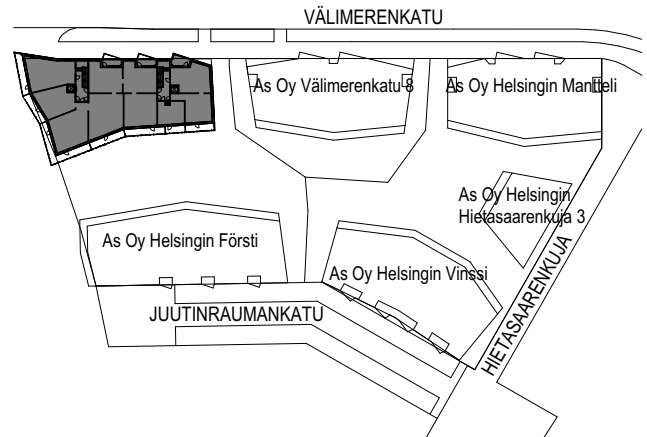 VÄLIMERENKATU
As Oy Välimerenkatu 8
As Oy Helsingin Mantteli
As Oy Helsingin
Hietasaarenkuja 3
As Oy Helsingin Försti
As Oy Helsingin Vinssi
JUUTINRAUMANKATU
HIETASAARENKUJA